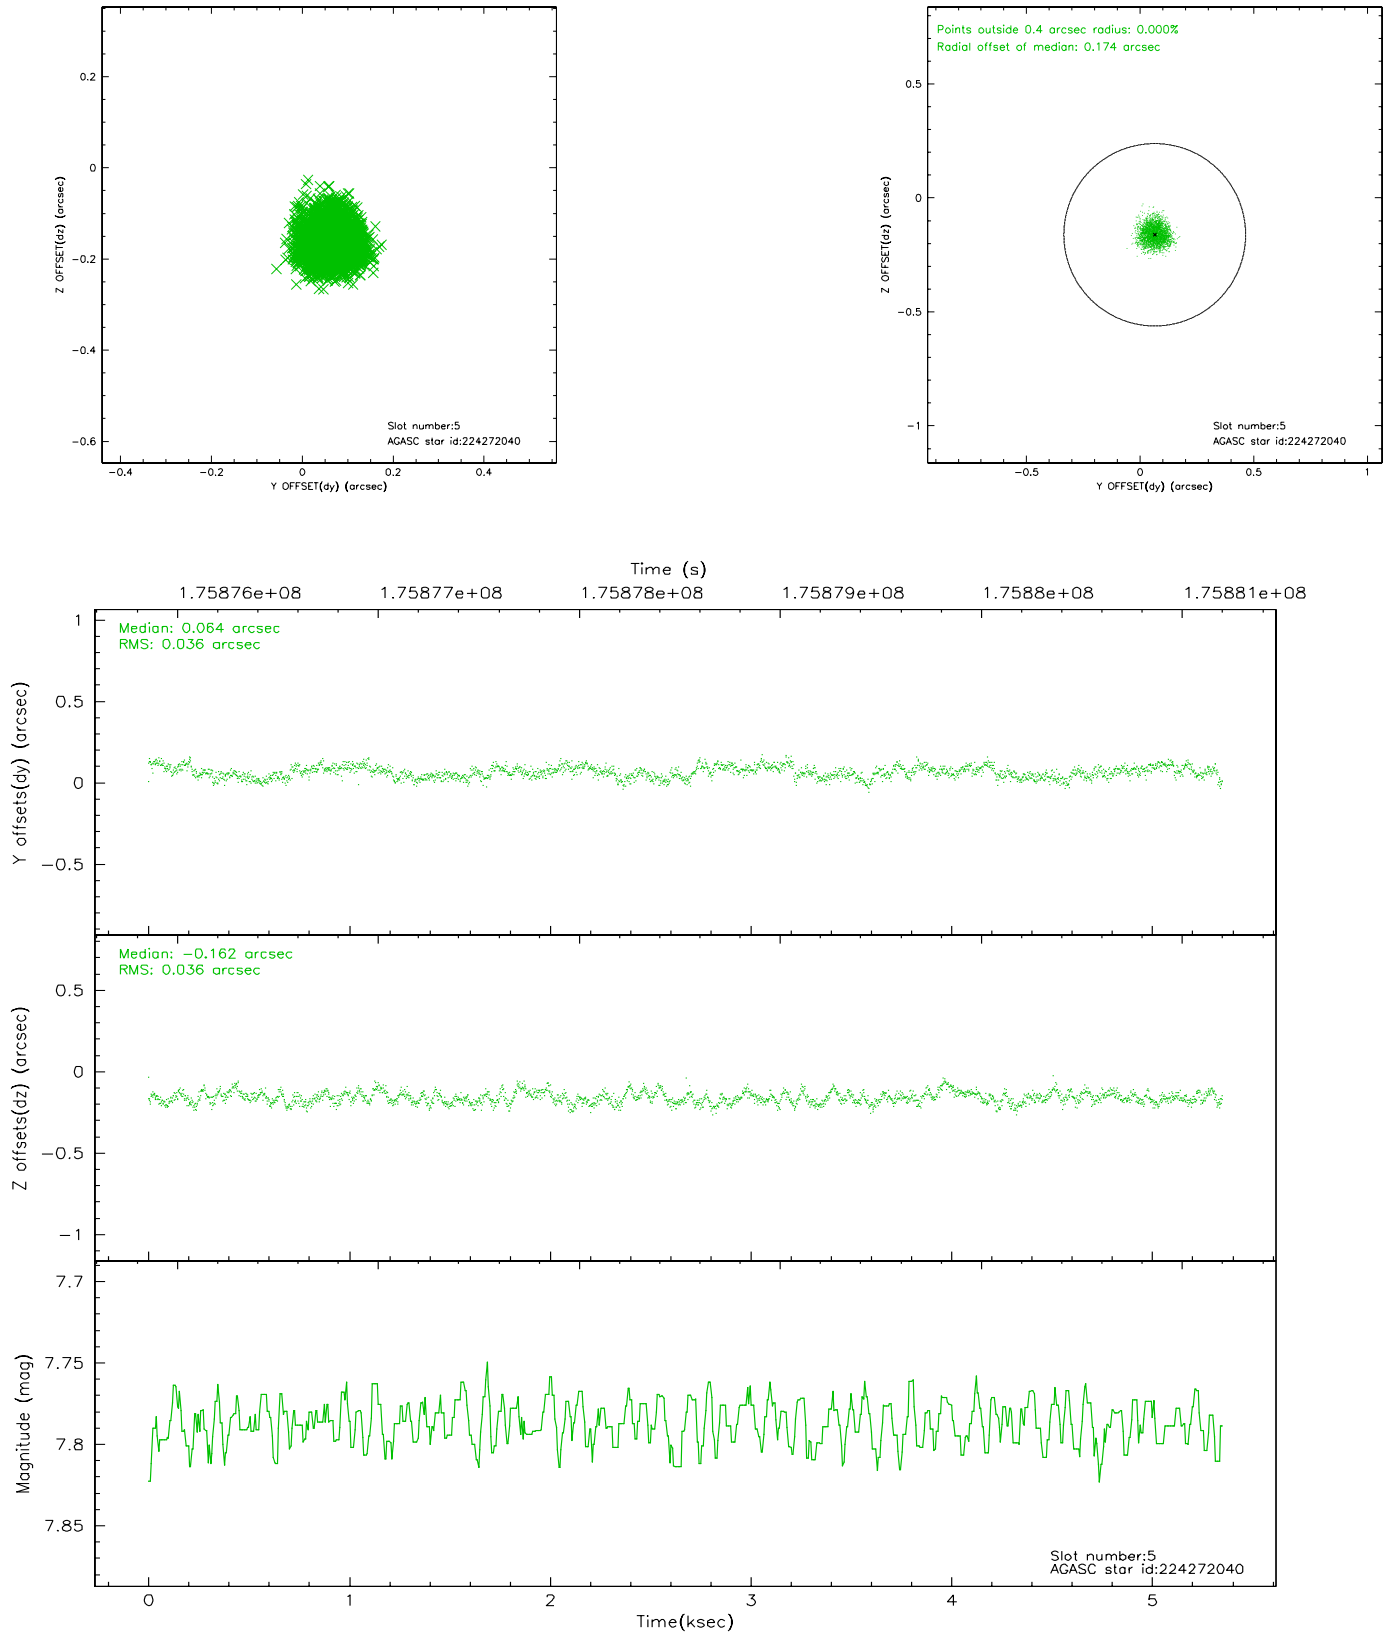 0.2
0
−0.2
−0.4
−0.6
Z OFFSET(dz) (arcsec)
Slot number:5
AGASC star id:224272040
−0.4
−0.2
0
0.2
0.4
Y OFFSET(dy) (arcsec)
Points outside 0.4 arcsec radius: 0.000%
Radial offset of median: 0.174 arcsec
0.5
0
−0.5
−1
Z OFFSET(dz) (arcsec)
Slot number:5
AGASC star id:224272040
−0.5
0
0.5
1
Y OFFSET(dy) (arcsec)
Time (s)
1.75876e+08
1.75877e+08
1.75878e+08
1.75879e+08
1.7588e+08
1.75881e+08
Median: 0.064 arcsec
RMS: 0.036 arcsec
1
0.5
0
−0.5
Y offsets(dy) (arcsec)
Median: −0.162 arcsec
RMS: 0.036 arcsec
0.5
0
−0.5
−1
Z offsets(dz) (arcsec)
7.7
7.75
7.8
7.85
Magnitude (mag)
Slot number:5
AGASC star id:224272040
0
1
2
3
4
5
Time(ksec)